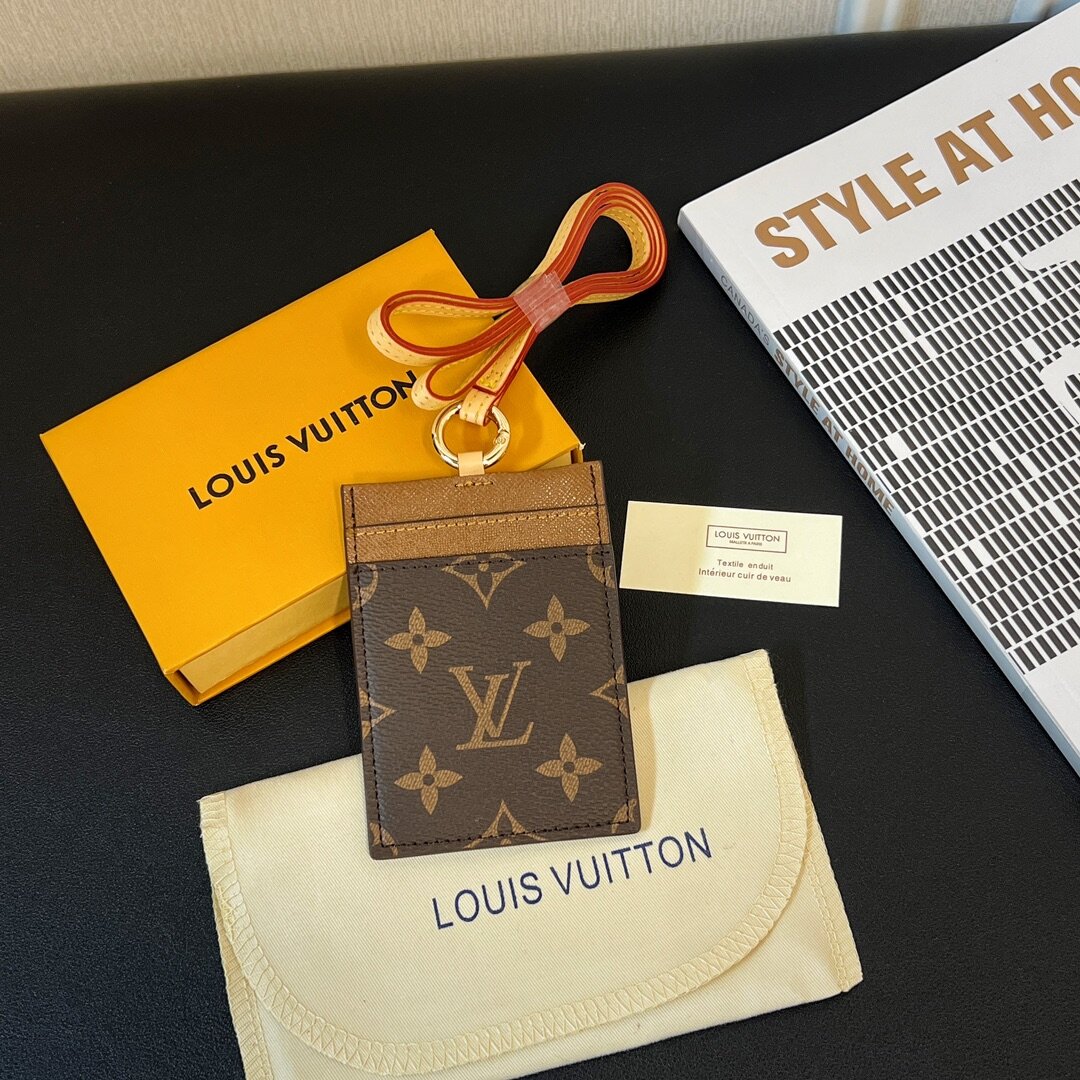 STYLE AT HO
CANADA'S STYLE AT HOME
LOUIS VUITTON
LOUIS VUITTON
MALLETIER A PARIS
Textile enduit
Intérieur cuir de veau
LV
LOUIS VUITTON